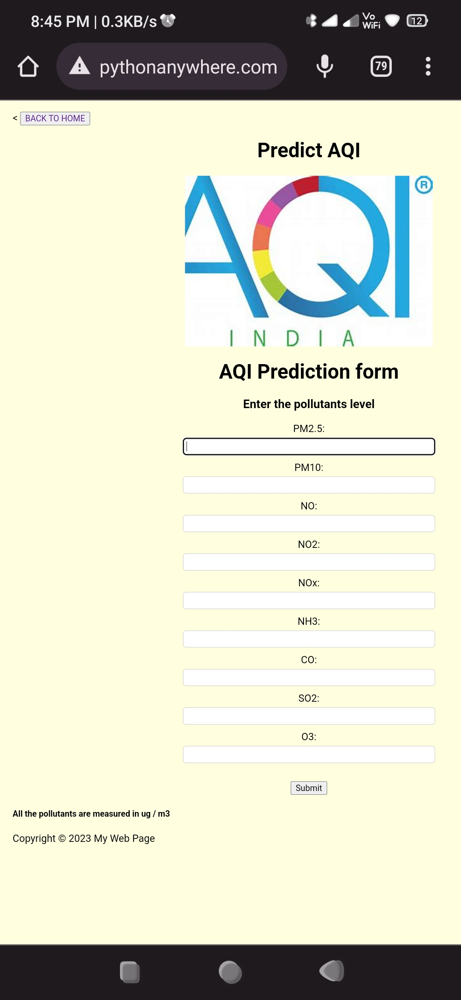 8:45 PM | 0.3KB/s
Vo
WiFi
12
pythonanywhere.com
79
< BACK TO HOME
Predict AQI
AQI ®
INDIA
AQI Prediction form
Enter the pollutants level
PM2.5:
PM10:
NO:
NO2:
NOx:
NH3:
CO:
SO2:
O3:
Submit
All the pollutants are measured in ug / m3
Copyright © 2023 My Web Page